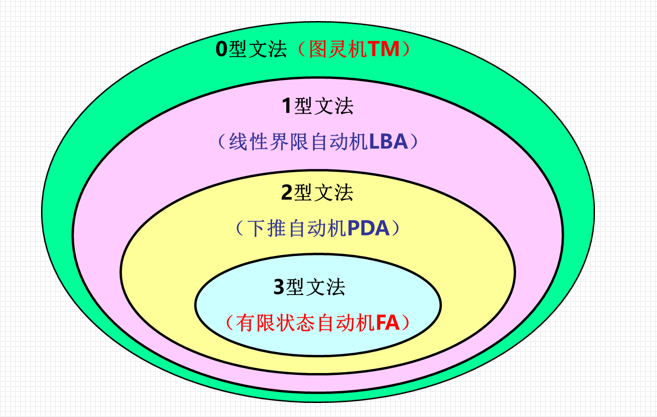 0型文法（图灵机TM）
1型文法
（线性界限自动机LBA）
2型文法
（下推自动机PDA）
3型文法
（有限状态自动机FA）